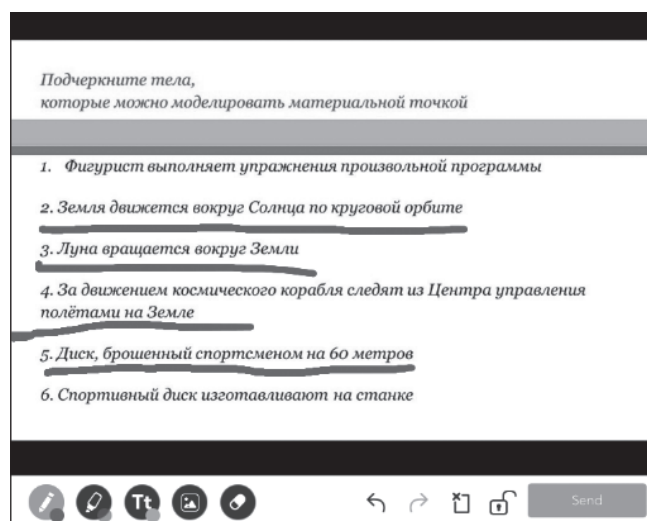 Подчеркните тела,
которые можно моделировать материальной точкой
1. Фигурист выполняет упражнения произвольной программы
2. Земля движется вокруг Солнца по круговой орбите
3. Луна вращается вокруг Земли
4. За движением космического корабля следят из Центра управления
полётами на Земле
5. Диск, брошенный спортсменом на 60 метров
6. Спортивный диск изготавливают на станке
Tt
Send